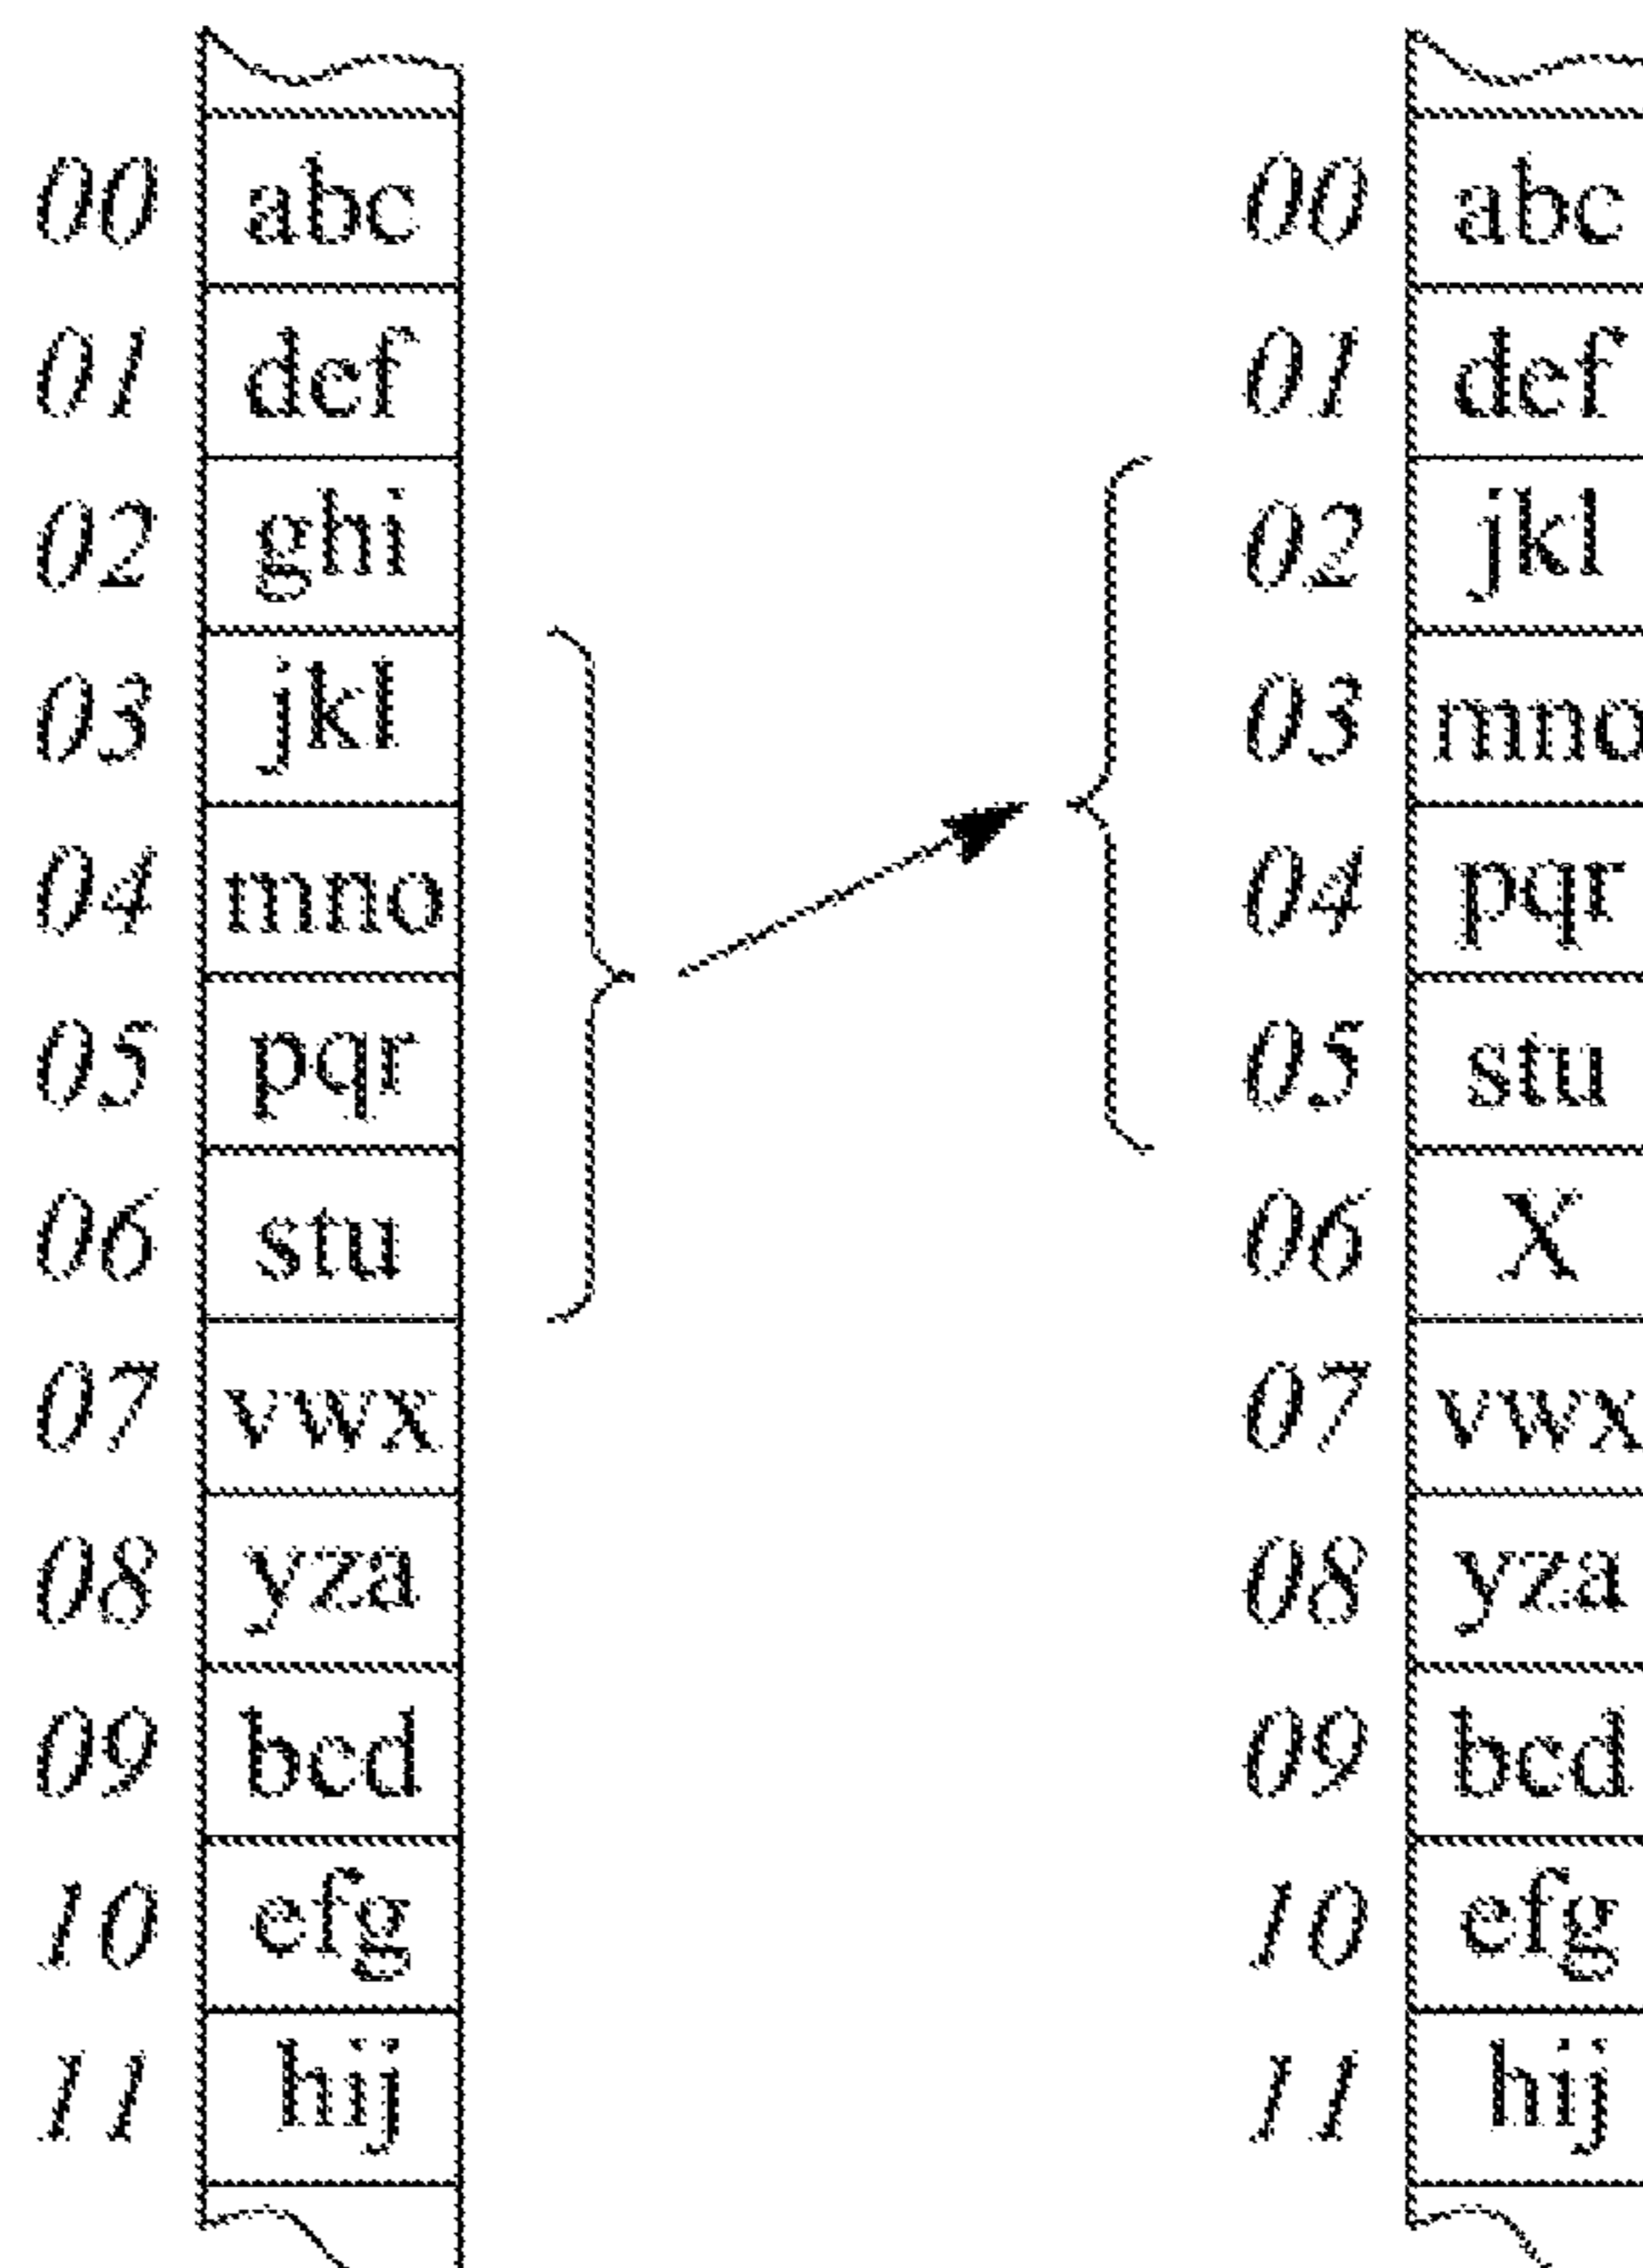 00 abc
01 def
02 ghi
03 jkl
04 mno
05 pqr
06 stu
07 vwx
08 yza
09 bcd
10 efg
11 hij
00 abc
01 def
02 jkl
03 mno
04 pqr
05 stu
06 X
07 vwx
08 yza
09 bcd
10 efg
11 hij